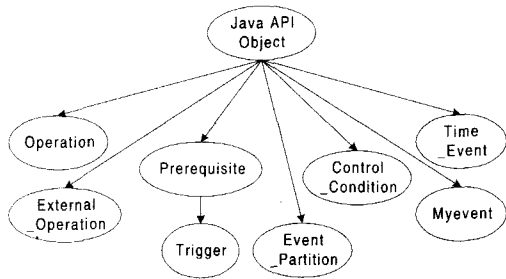 Java API
Object
Operation
Time
_Event
Prerequisite
Control
_Condition
External
_Operation
Myevent
Trigger
Event
_Partition